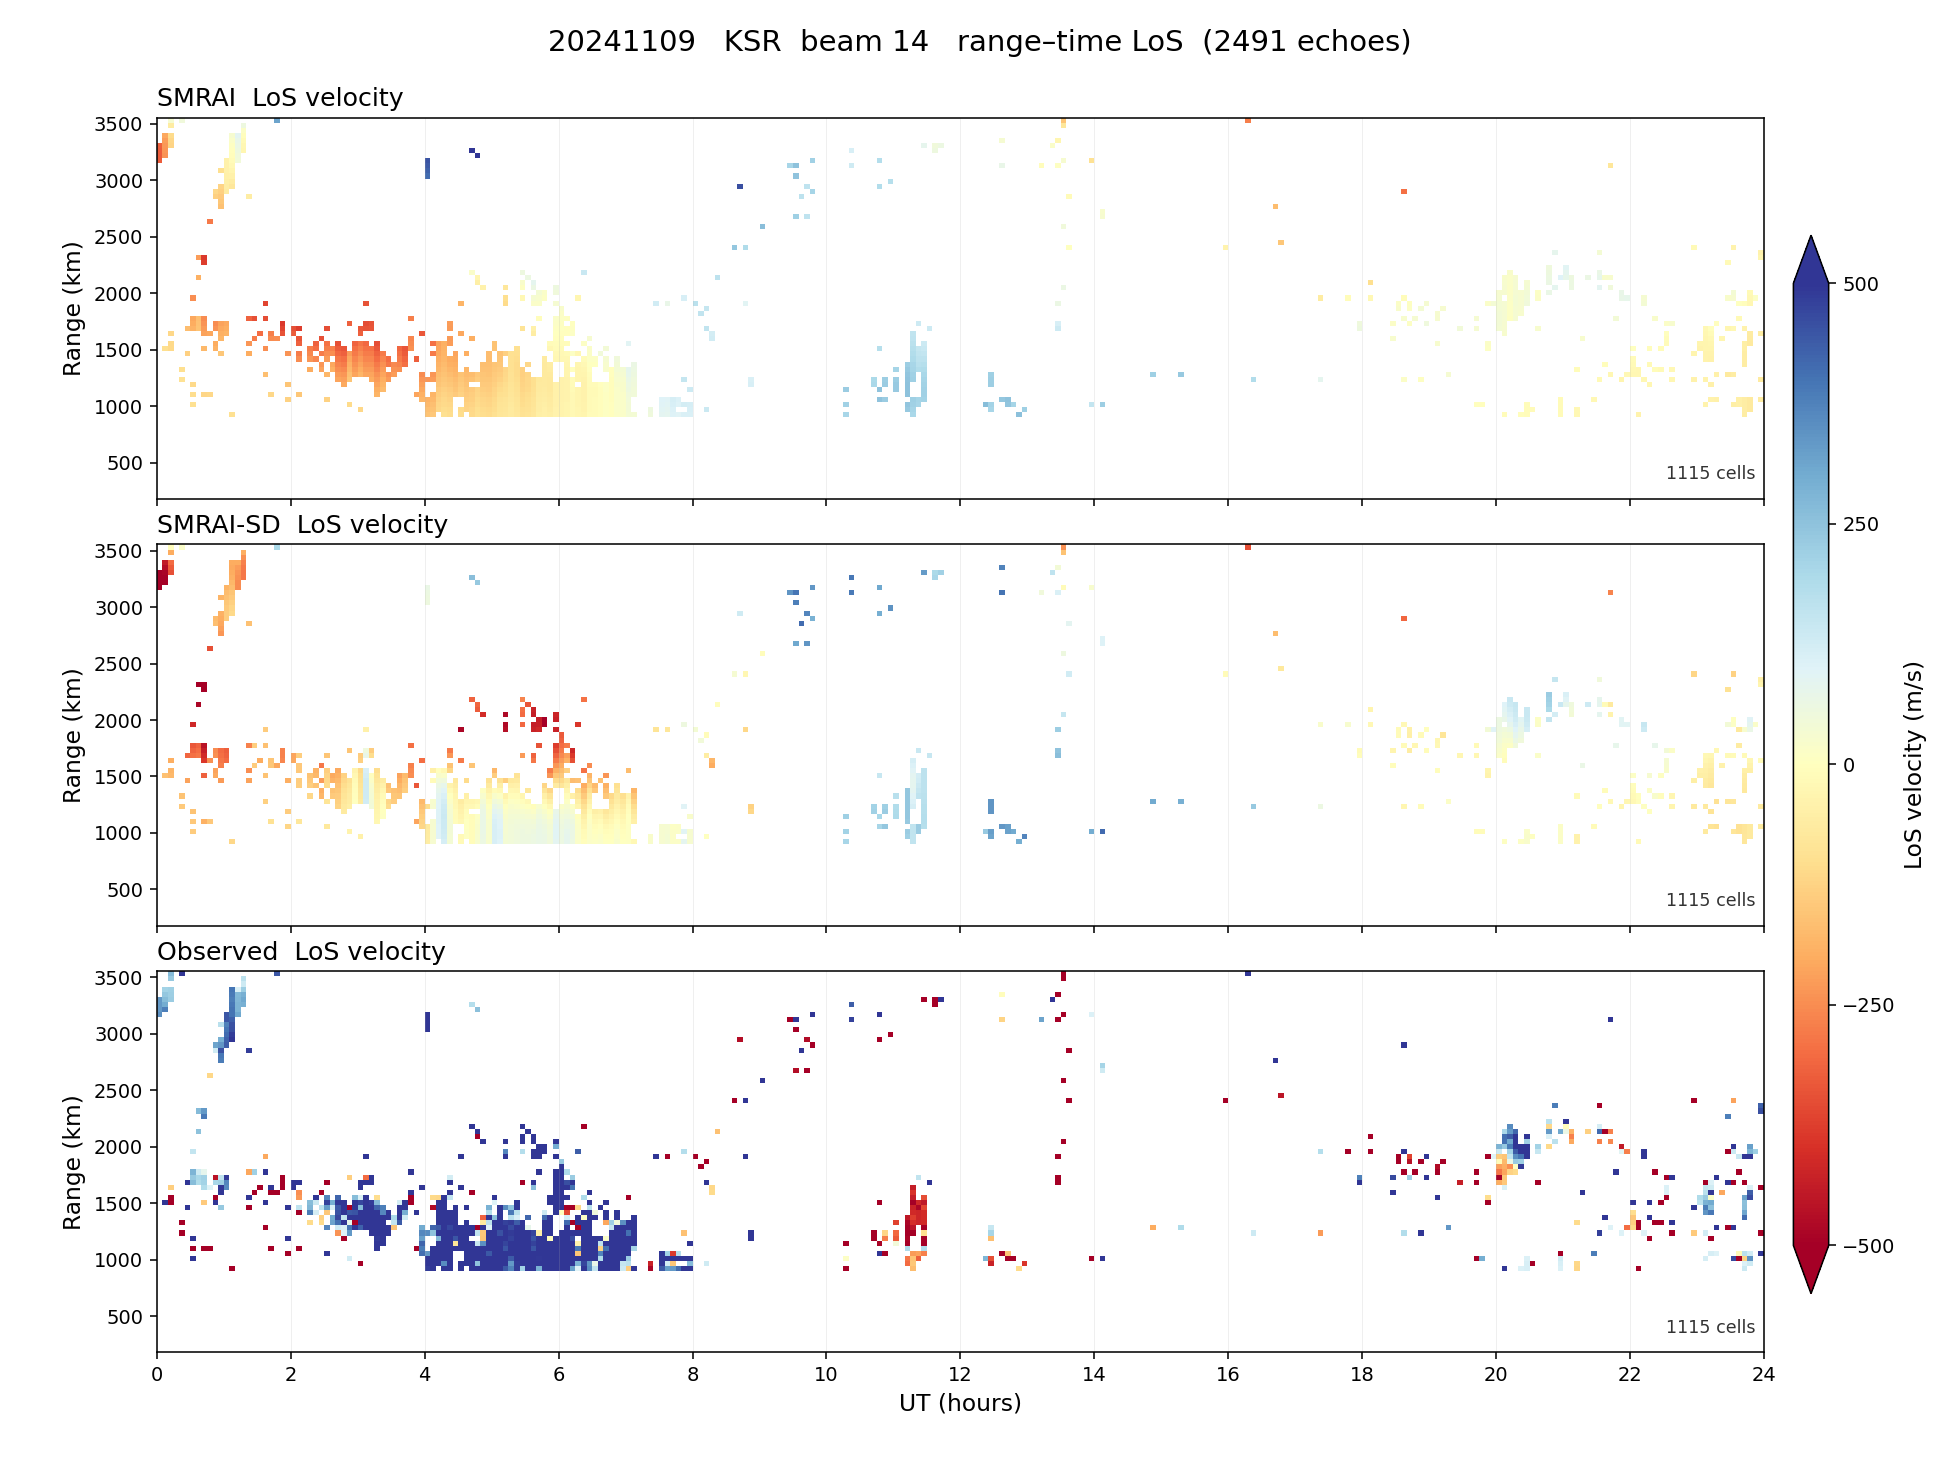 20241109   KSR  beam 14   range–time LoS  (2491 echoes)
SMRAI  LoS velocity
3500
3000
2500
2000
1500
1000
500
Range (km)
1115 cells
SMRAI-SD  LoS velocity
3500
3000
2500
2000
1500
1000
500
Range (km)
1115 cells
Observed  LoS velocity
3500
3000
2500
2000
1500
1000
500
Range (km)
1115 cells
0 2 4 6 8 10 12 14 16 18 20 22 24
UT (hours)
500
250
0
−250
−500
LoS velocity (m/s)